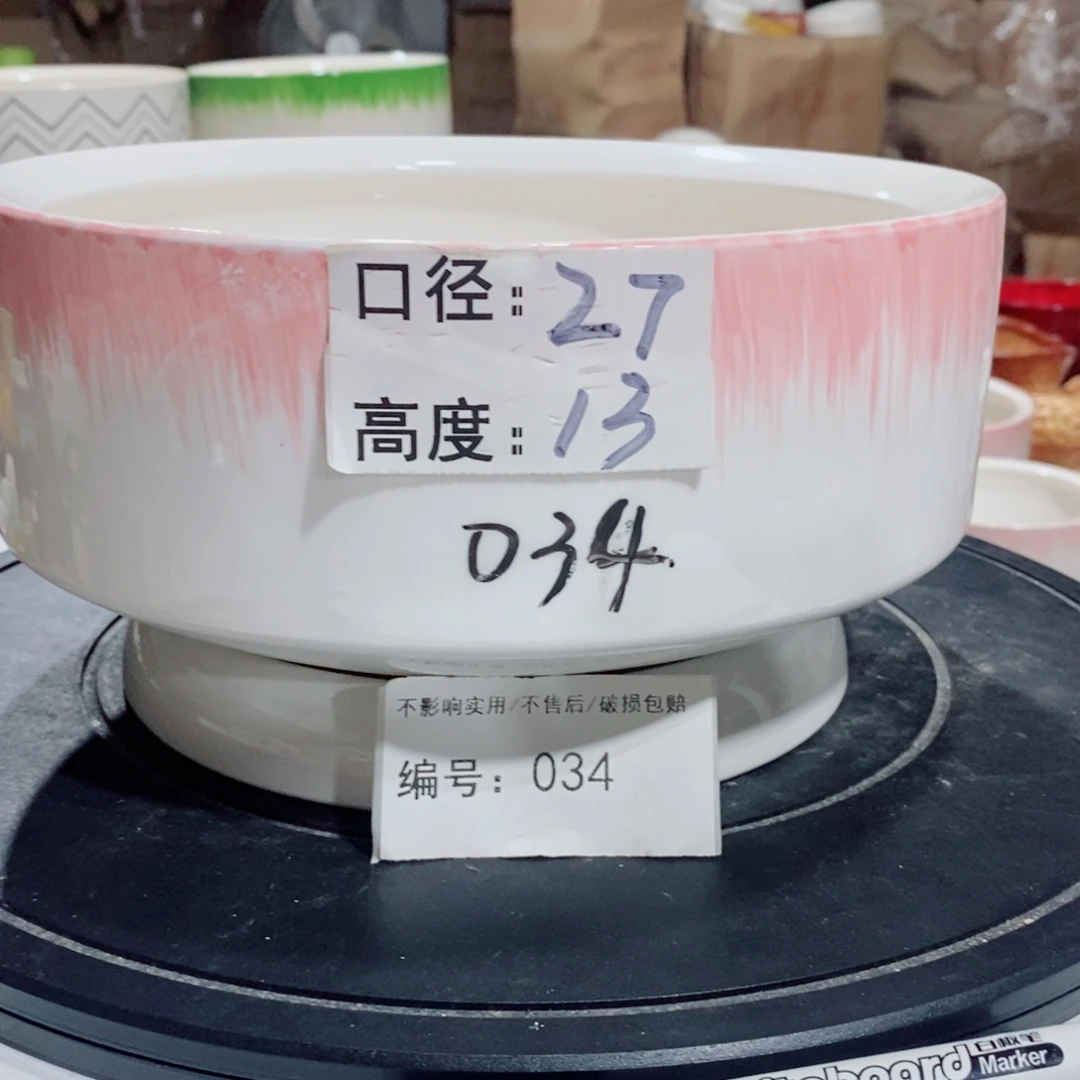 口径：27
高度：13
034
不影响实用/不售后/破损包赔
编号：034
Marker